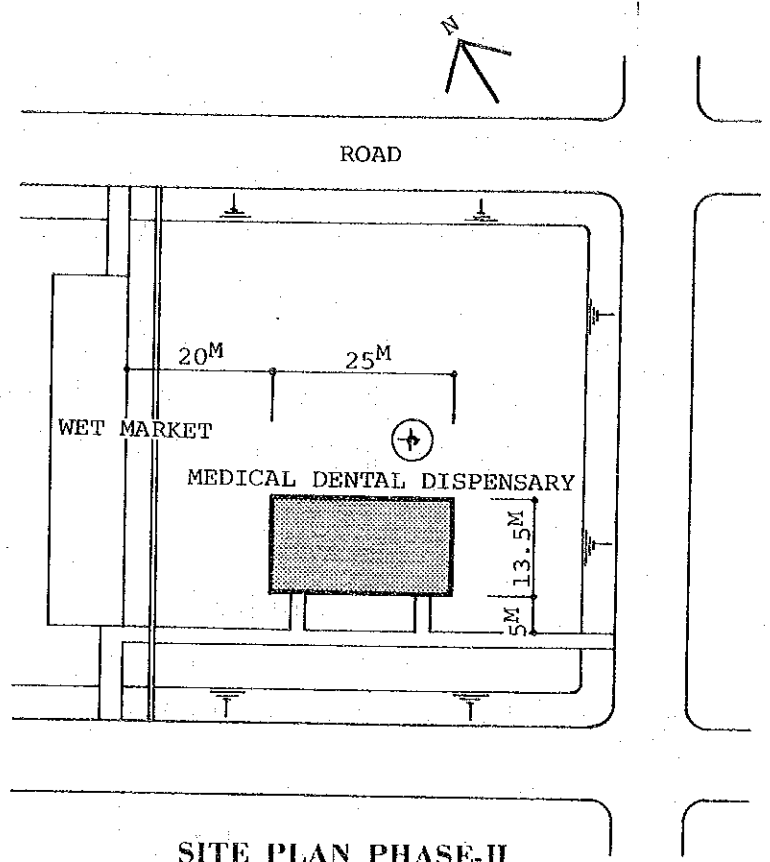 N
ROAD
20M 25M
WET MARKET
MEDICAL DENTAL DISPENSARY
13.5M
5M
SITE PLAN PHASE-II